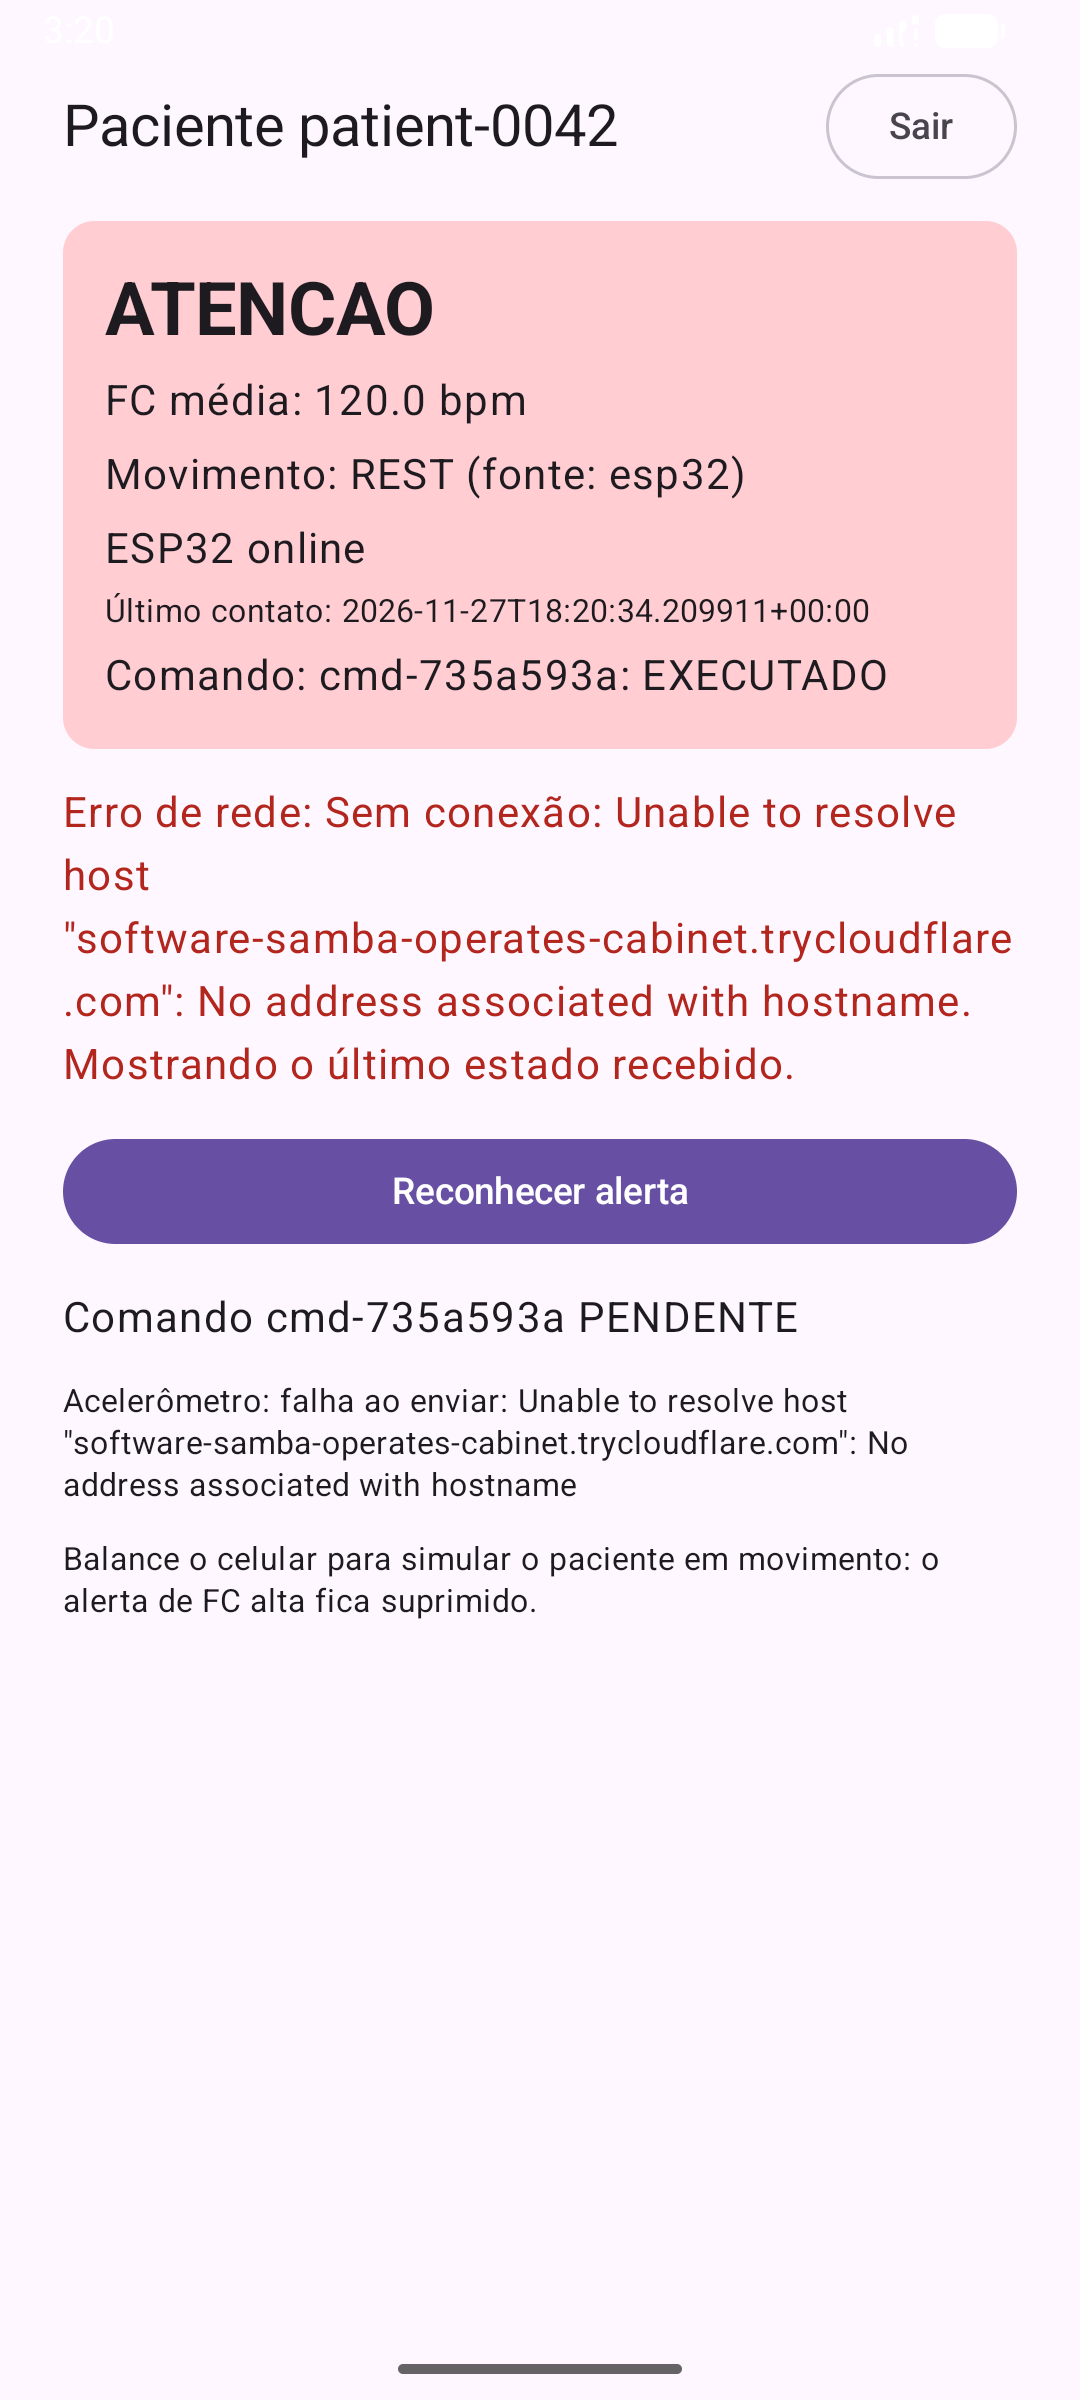 3:20
Paciente patient-0042
Sair
ATENCAO
FC média: 120.0 bpm
Movimento: REST (fonte: esp32)
ESP32 online
Último contato: 2026-11-27T18:20:34.209911+00:00
Comando: cmd-735a593a: EXECUTADO
Erro de rede: Sem conexão: Unable to resolve
host
"software-samba-operates-cabinet.trycloudflare
.com": No address associated with hostname.
Mostrando o último estado recebido.
Reconhecer alerta
Comando cmd-735a593a PENDENTE
Acelerômetro: falha ao enviar: Unable to resolve host
"software-samba-operates-cabinet.trycloudflare.com": No
address associated with hostname
Balance o celular para simular o paciente em movimento: o
alerta de FC alta fica suprimido.